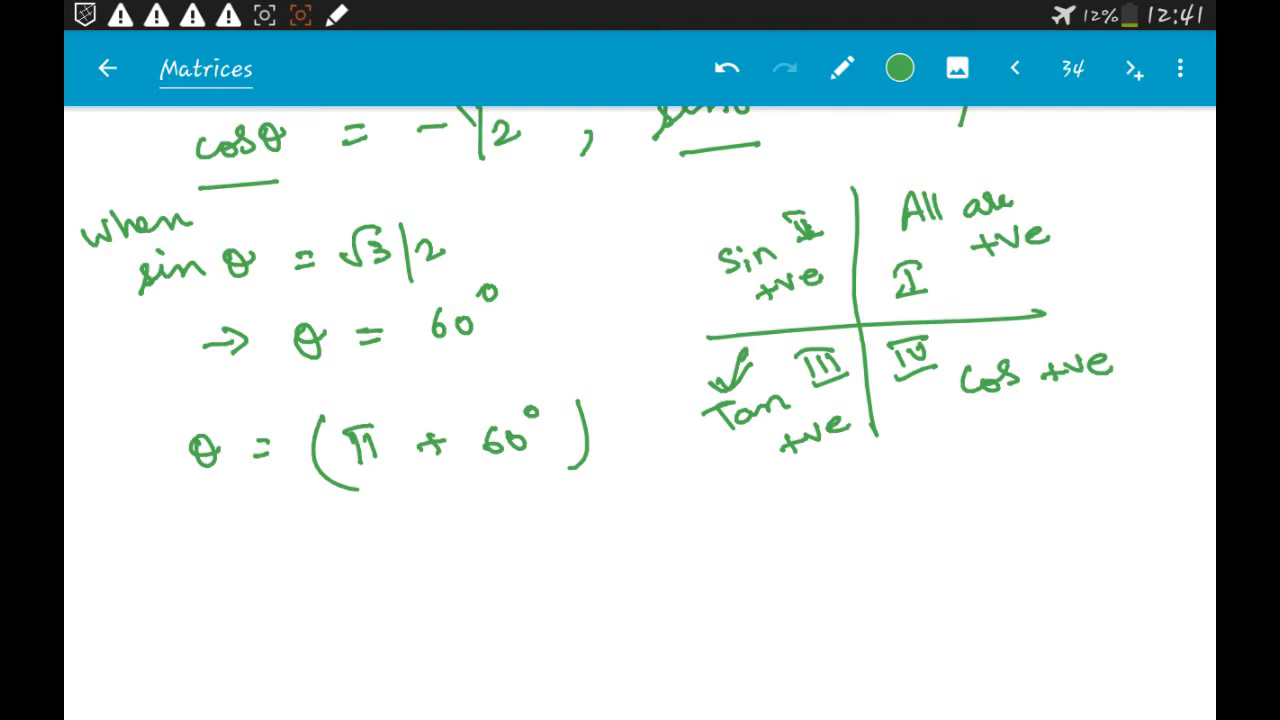 12% 12:41
Matrices 34
cosθ = -1/2 , sinθ
when
sin θ = √3/2
→ θ = 60°
θ = (π + 60°)
sin II +ve
All are +ve
I
III
Tan +ve
IV cos +ve